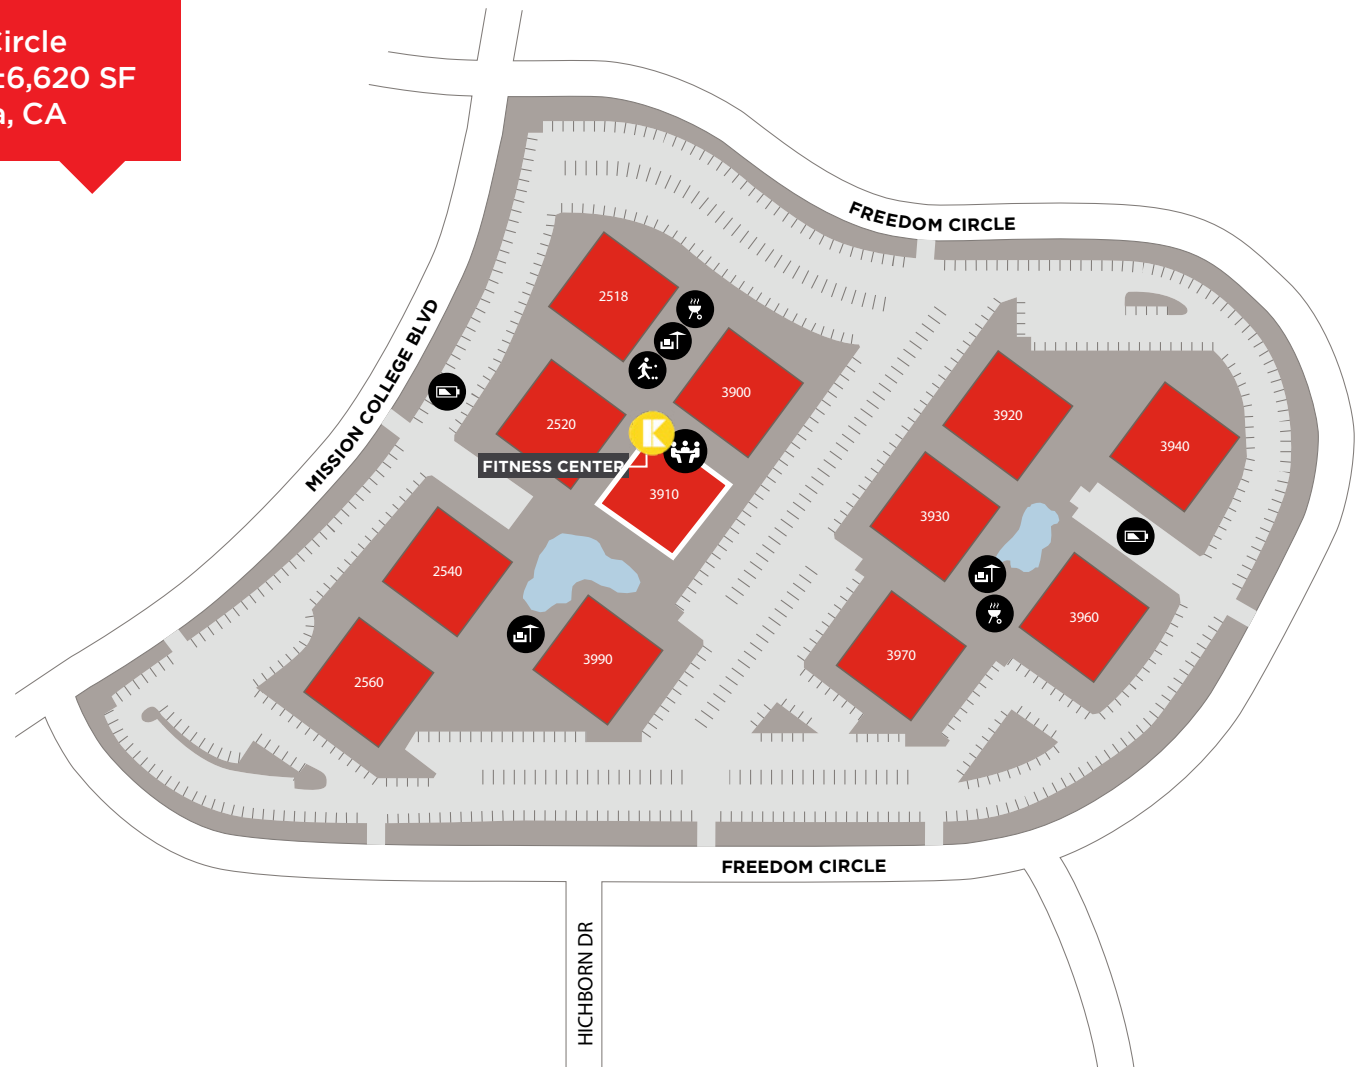 Circle
±6,620 SF
a, CA
FREEDOM CIRCLE
MISSION COLLEGE BLVD
2518
3900
2520
3920
3940
K
FITNESS CENTER
3910
3930
2540
3960
3990
3970
2560
FREEDOM CIRCLE
HICHBORN DR